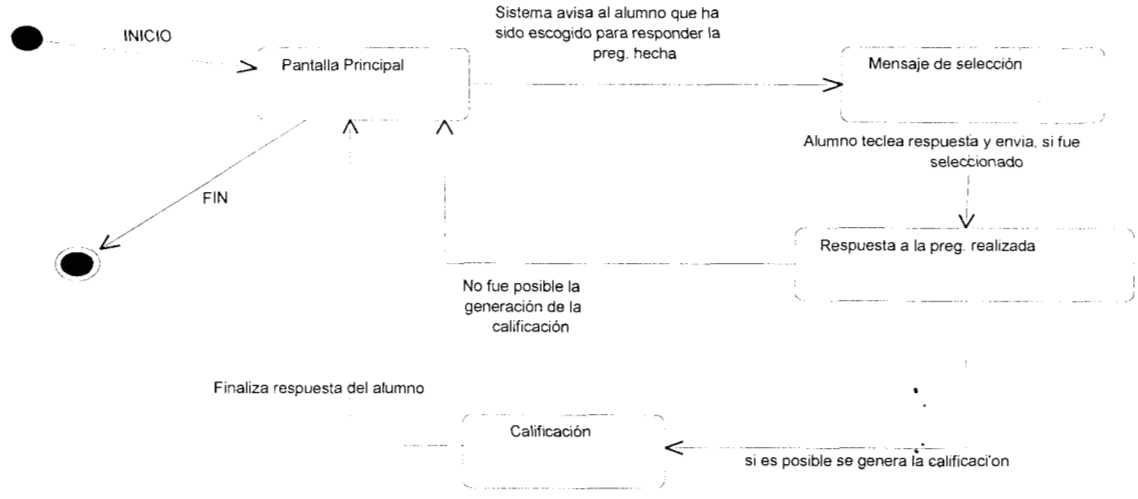 Sistema avisa al alumno que ha
sido escogido para responder la
preg. hecha
INICIO
Pantalla Principal
Mensaje de selección
Alumno teclea respuesta y envia, si fue
seleccionado
FIN
Respuesta a la preg. realizada
No fue posible la
generación de la
calificación
Finaliza respuesta del alumno
Calificación
si es posible se genera la calificaci'on